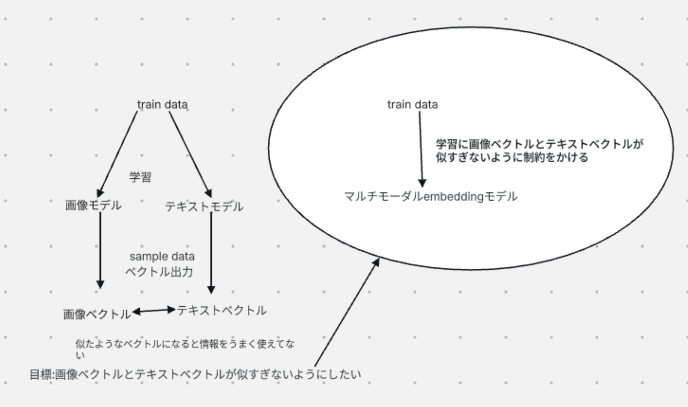 train data
学習
画像モデル
テキストモデル
sample data
ベクトル出力
画像ベクトル
テキストベクトル
似たようなベクトルになると情報をうまく使えてな
い
目標:画像ベクトルとテキストベクトルが似すぎないようにしたい
train data
学習に画像ベクトルとテキストベクトルが
似すぎないように制約をかける
マルチモーダルembeddingモデル